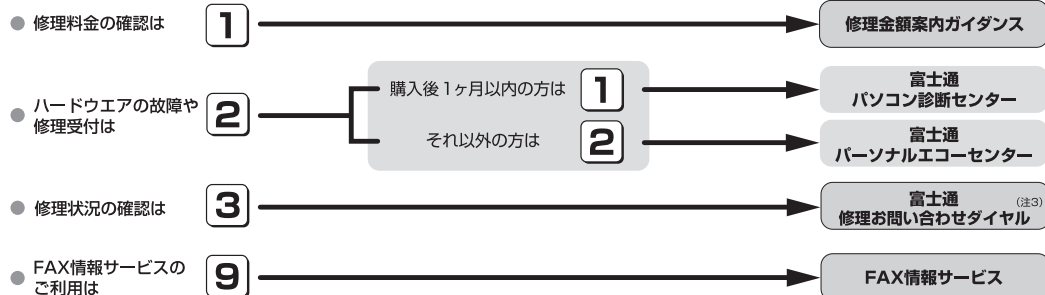 修理料金の確認は
1
修理金額案内ガイダンス
ハードウエアの故障や
修理受付は
2
購入後1ヶ月以内の方は
1
富士通
パソコン診断センター
それ以外の方は
2
富士通
パーソナルエコーセンター
修理状況の確認は
3
富士通 (注3)
修理お問い合わせダイヤル
FAX情報サービスの
ご利用は
9
FAX情報サービス